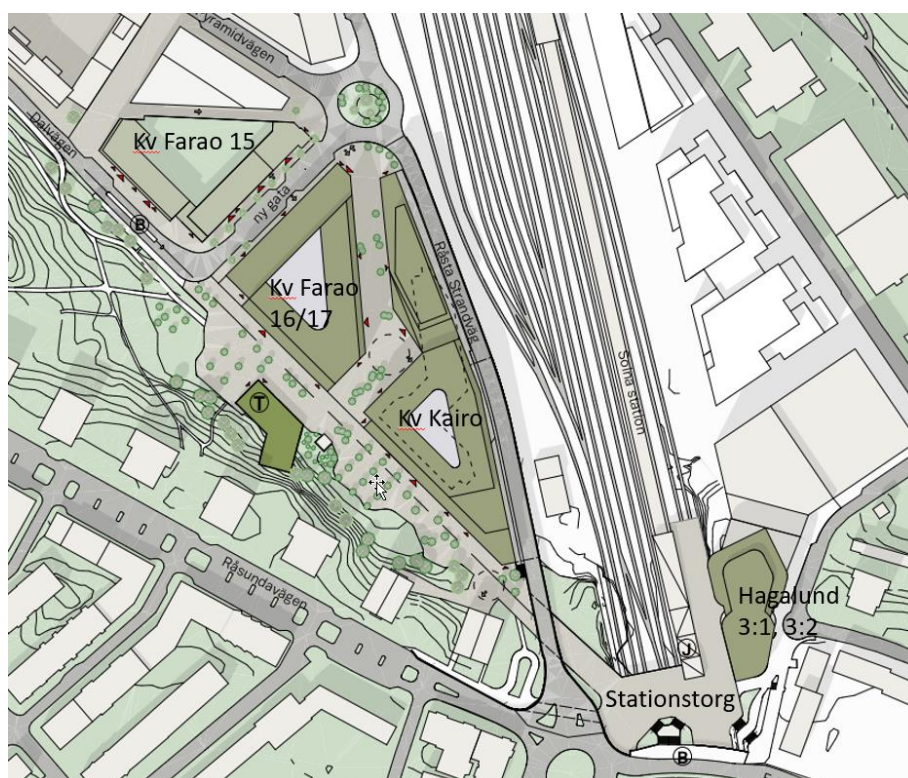 yramidvägen
Dalvägen
Kv Farao 15
ny gata
B
Råsta Strandväg
Kv Farao
16/17
Solna station
T
Kv Kairo
Råsundavägen
Hagalund
3:1, 3:2
J
Stationstorg
B